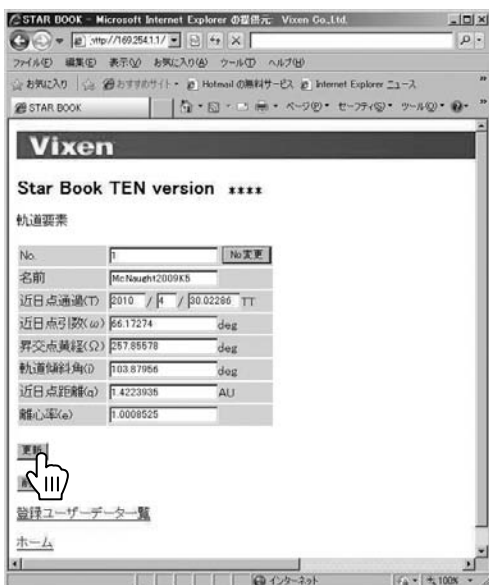 STAR BOOK - Microsoft Internet Explorer の提供元: Vixen Co.,Ltd.
http://169.254.1.1/
ファイル(F) 編集(E) 表示(V) お気に入り(A) ツール(T) ヘルプ(H)
お気に入り おすすめサイト Hotmail の無料サービス Internet Explorer ニュース
STAR BOOK ページ(P) セーフティ(S) ツール(O)
Vixen
Star Book TEN version ****
軌道要素
No. 1 No変更
名前 McNaught2009K5
近日点通過(T) 2010 / 4 / 30.02286 TT
近日点引数(ω) 66.17274 deg
昇交点黄経(Ω) 257.85578 deg
軌道傾斜角(i) 103.87956 deg
近日点距離(q) 1.4223935 AU
離心率(e) 1.0008525
更新
登録ユーザーデータ一覧
ホーム
インターネット 100%